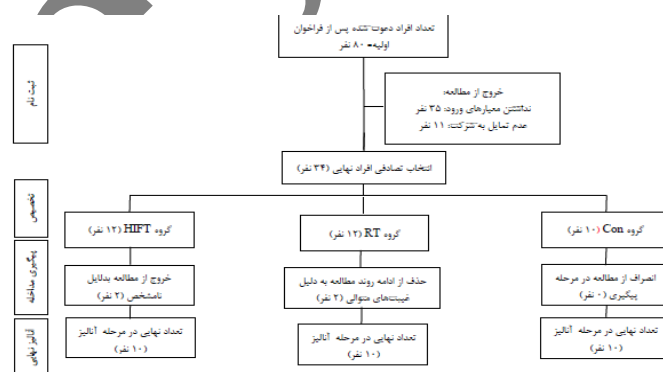 تعداد افراد دعوت‌شده پس از فراخوان
اولیه= ۸۰ نفر
ثبت نام
خروج از مطالعه:
نداشتن معیارهای ورود: ۳۵ نفر
عدم تمایل به شرکت: ۱۱ نفر
انتخاب تصادفی افراد نهایی (۳۴ نفر)
تخصیص
گروه Con (۱۰ نفر)
گروه RT (۱۲ نفر)
گروه HIFT (۱۲ نفر)
پیگیری مداخله
انصراف از مطالعه در مرحله
پیگیری (۰ نفر)
حذف از ادامه روند مطالعه به دلیل
غیبت‌های متوالی (۲ نفر)
خروج از مطالعه بدلایل
نامشخص (۲ نفر)
آنالیز نهایی
تعداد نهایی در مرحله آنالیز
(۱۰ نفر)
تعداد نهایی در مرحله آنالیز
(۱۰ نفر)
تعداد نهایی در مرحله آنالیز
(۱۰ نفر)